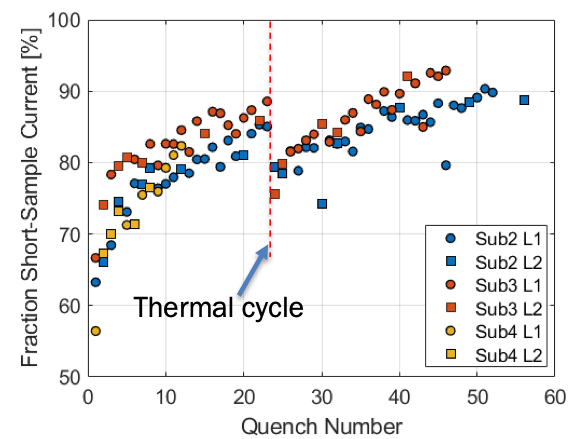 Fraction Short-Sample Current [%]
100
90
80
70
60
50
0
10
20
30
40
50
60
Quench Number
Thermal cycle
Sub2 L1
Sub2 L2
Sub3 L1
Sub3 L2
Sub4 L1
Sub4 L2